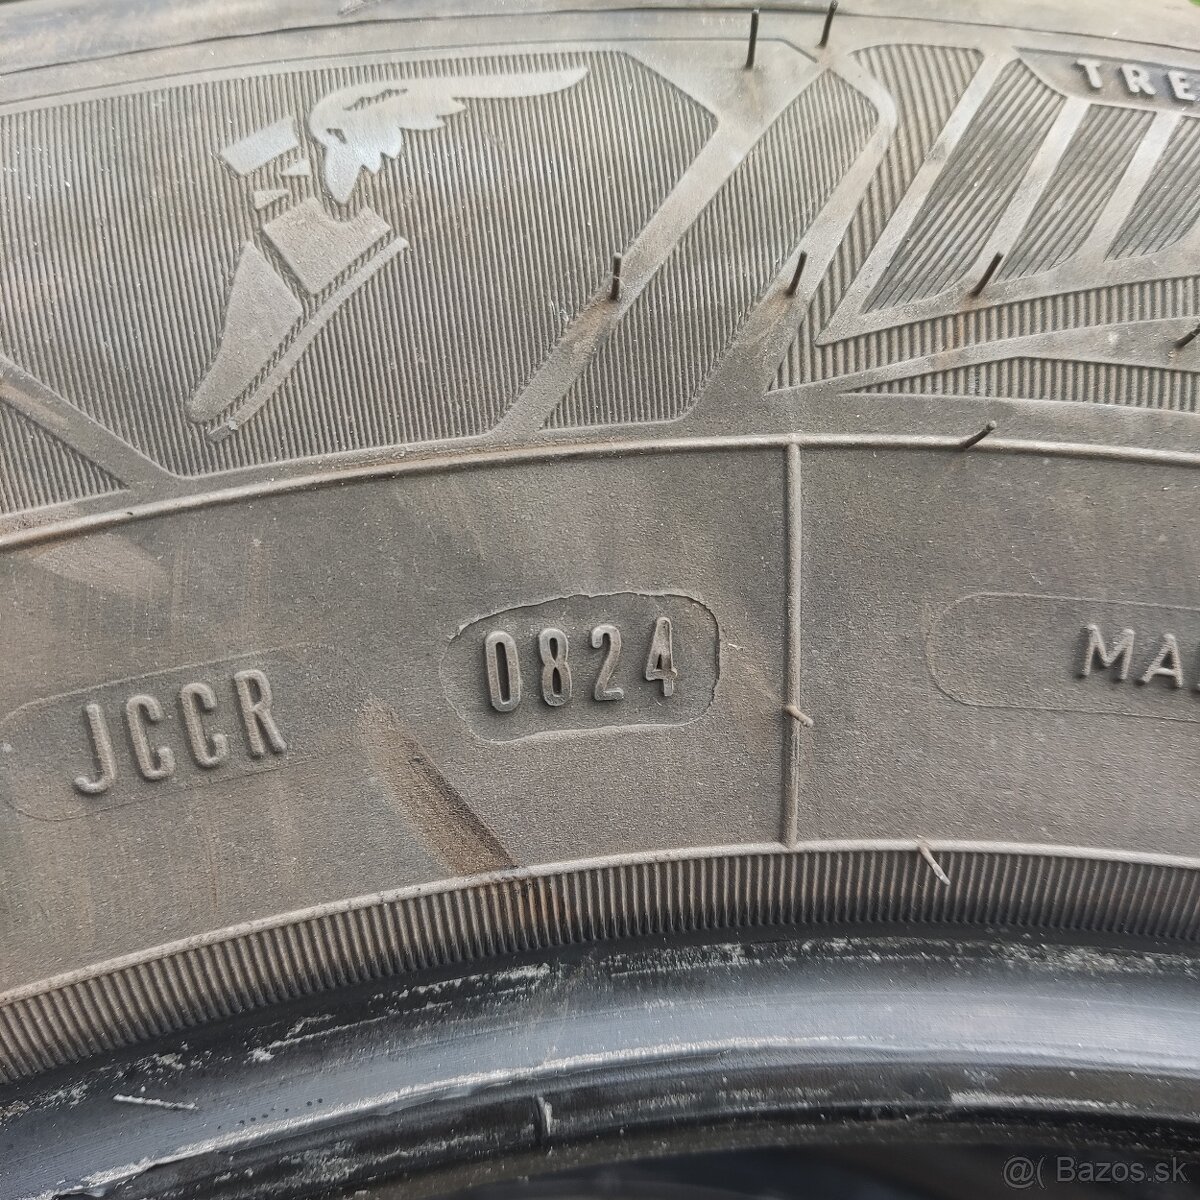 TRE
JCCR
0824
MA
@( Bazos.sk